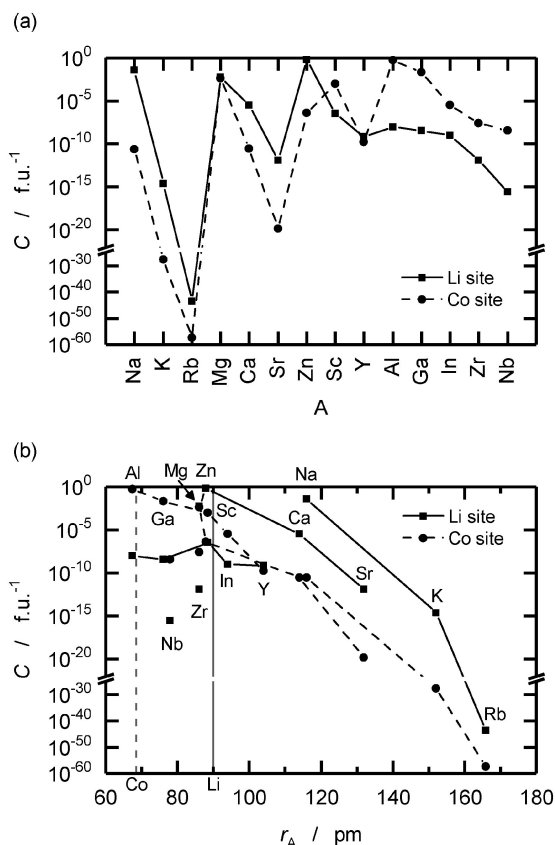 (a)
10⁰
10⁻⁵
10⁻¹⁰
10⁻¹⁵
10⁻²⁰
10⁻³⁰
10⁻⁴⁰
10⁻⁵⁰
10⁻⁶⁰
C / f.u.⁻¹
Li site
Co site
Na K Rb Mg Ca Sr Zn Sc Y Al Ga In Zr Nb
A
(b)
10⁰
10⁻⁵
10⁻¹⁰
10⁻¹⁵
10⁻²⁰
10⁻³⁰
10⁻⁴⁰
10⁻⁵⁰
10⁻⁶⁰
C / f.u.⁻¹
Al Mg Zn Na
Li site
Co site
Ga Sc Ca
In Y Sr
Zr K
Nb
Rb
Co Li
60 80 100 120 140 160 180
r_A / pm